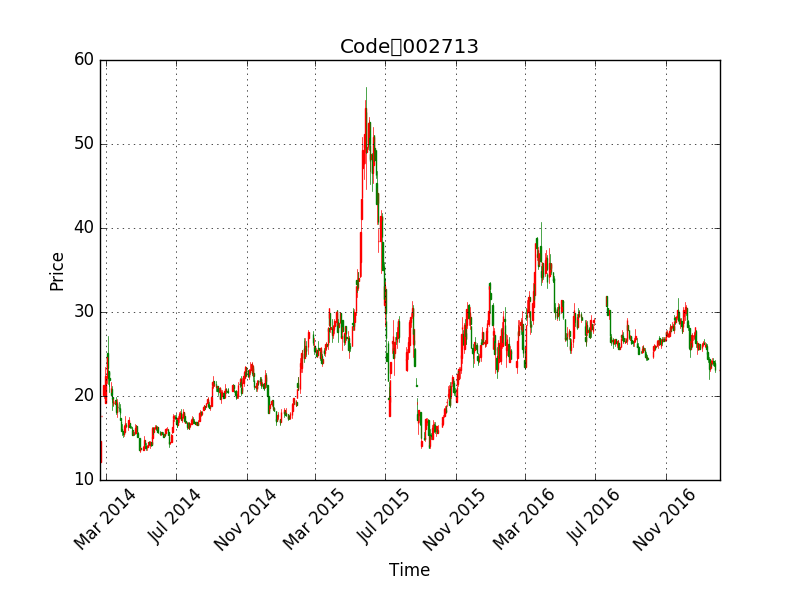 Code▯002713
60
50
40
30
20
10
Price
Mar 2014
Jul 2014
Nov 2014
Mar 2015
Jul 2015
Nov 2015
Mar 2016
Jul 2016
Nov 2016
Time